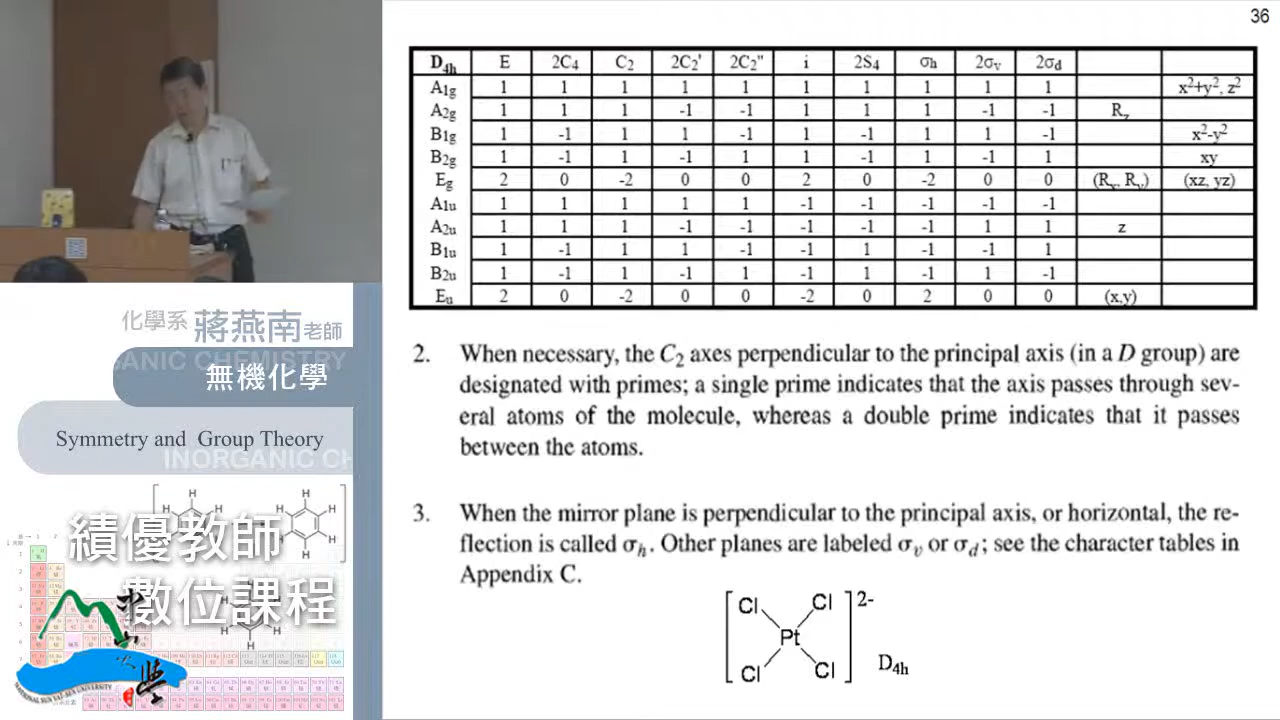 36
D4h E 2C4 C2 2C2' 2C2" i 2S4 σh 2σv 2σd
A1g 1 1 1 1 1 1 1 1 1 1 x²+y², z²
A2g 1 1 1 -1 -1 1 1 1 -1 -1 Rz
B1g 1 -1 1 1 -1 1 -1 1 1 -1 x²-y²
B2g 1 -1 1 -1 1 1 -1 1 -1 1 xy
Eg 2 0 -2 0 0 2 0 -2 0 0 (Rx, Ry) (xz, yz)
A1u 1 1 1 1 1 -1 -1 -1 -1 -1
A2u 1 1 1 -1 -1 -1 -1 -1 1 1 z
B1u 1 -1 1 1 -1 -1 1 -1 -1 1
B2u 1 -1 1 -1 1 -1 1 -1 1 -1
Eu 2 0 -2 0 0 -2 0 2 0 0 (x,y)
2. When necessary, the C2 axes perpendicular to the principal axis (in a D group) are
designated with primes; a single prime indicates that the axis passes through sev-
eral atoms of the molecule, whereas a double prime indicates that it passes
between the atoms.
3. When the mirror plane is perpendicular to the principal axis, or horizontal, the re-
flection is called σh. Other planes are labeled σv or σd; see the character tables in
Appendix C.
Cl Cl 2-
Pt
Cl Cl D4h
化學系 蔣燕南老師
GANIC CHEMISTRY
無機化學
Symmetry and Group Theory
INORGANIC CH
績優教師
數位課程
H H H H H H
NATIONAL SUN YAT-SEN UNIVERSITY